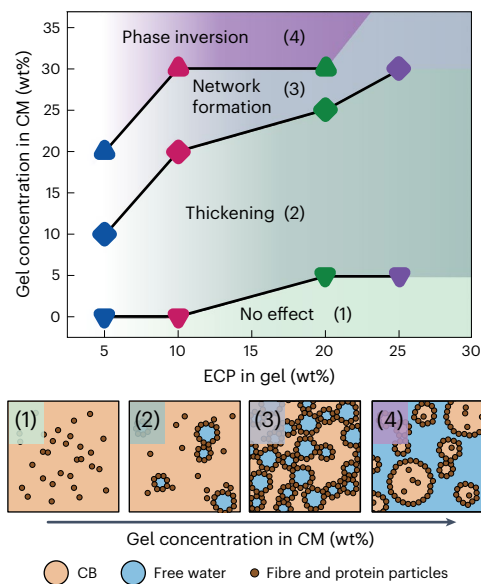 35
30
25
20
15
10
5
0
Gel concentration in CM (wt%)
Phase inversion (4)
Network (3)
formation
Thickening (2)
No effect (1)
5 10 15 20 25 30
ECP in gel (wt%)
(1) (2) (3) (4)
Gel concentration in CM (wt%)
CB Free water Fibre and protein particles